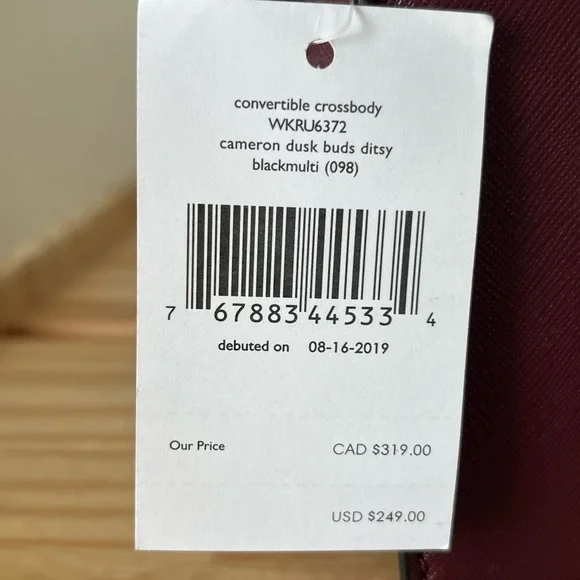 convertible crossbody
WKRU6372
cameron dusk buds ditsy
blackmulti (098)
7 67883 44533 4
debuted on 08-16-2019
Our Price CAD $319.00
USD $249.00